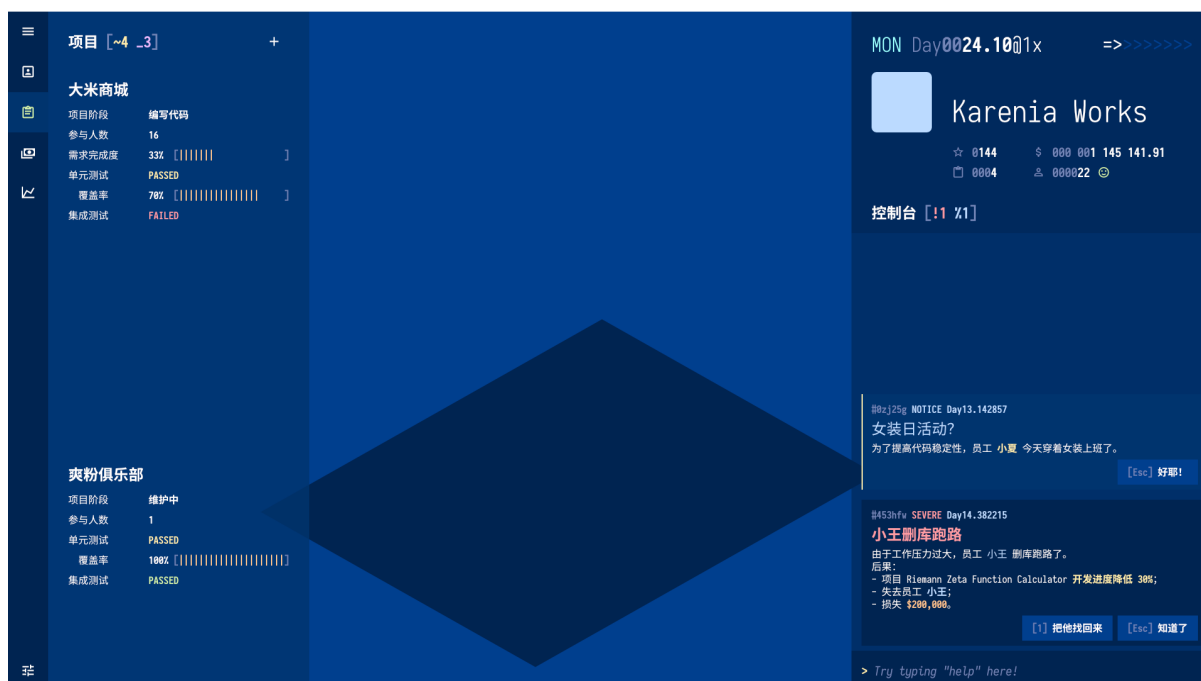 项目 [~4 _3] +
大米商城
项目阶段 编写代码
参与人数 16
需求完成度 33% [||||||| ]
单元测试 PASSED
覆盖率 70% [|||||||||||||||| ]
集成测试 FAILED
爽粉俱乐部
项目阶段 维护中
参与人数 1
单元测试 PASSED
覆盖率 100% [|||||||||||||||||||||]
集成测试 PASSED
MON Day0024.10@1x =>>>>>>>>
Karenia Works
0144 $ 000 001 145 141.91
0004 000022
控制台 [!1 %1]
#0zj25g NOTICE Day13.142857
女装日活动?
为了提高代码稳定性，员工 小夏 今天穿着女装上班了。
[Esc] 好耶!
#453hfw SEVERE Day14.382215
小王删库跑路
由于工作压力过大，员工 小王 删库跑路了。
后果:
- 项目 Riemann Zeta Function Calculator 开发进度降低 30%;
- 失去员工 小王;
- 损失 $200,000。
[1] 把他找回来 [Esc] 知道了
> Try typing "help" here!